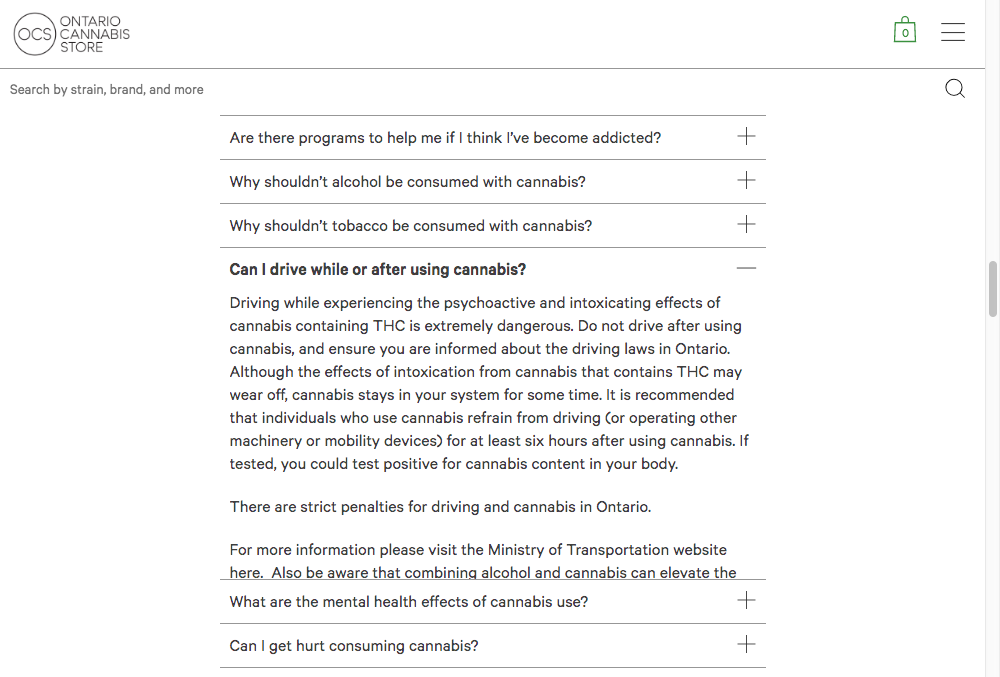 OCS
ONTARIO
CANNABIS
STORE
0
Search by strain, brand, and more
Are there programs to help me if I think I’ve become addicted?
Why shouldn’t alcohol be consumed with cannabis?
Why shouldn’t tobacco be consumed with cannabis?
Can I drive while or after using cannabis?
Driving while experiencing the psychoactive and intoxicating effects of
cannabis containing THC is extremely dangerous. Do not drive after using
cannabis, and ensure you are informed about the driving laws in Ontario.
Although the effects of intoxication from cannabis that contains THC may
wear off, cannabis stays in your system for some time. It is recommended
that individuals who use cannabis refrain from driving (or operating other
machinery or mobility devices) for at least six hours after using cannabis. If
tested, you could test positive for cannabis content in your body.
There are strict penalties for driving and cannabis in Ontario.
For more information please visit the Ministry of Transportation website
here.  Also be aware that combining alcohol and cannabis can elevate the
What are the mental health effects of cannabis use?
Can I get hurt consuming cannabis?